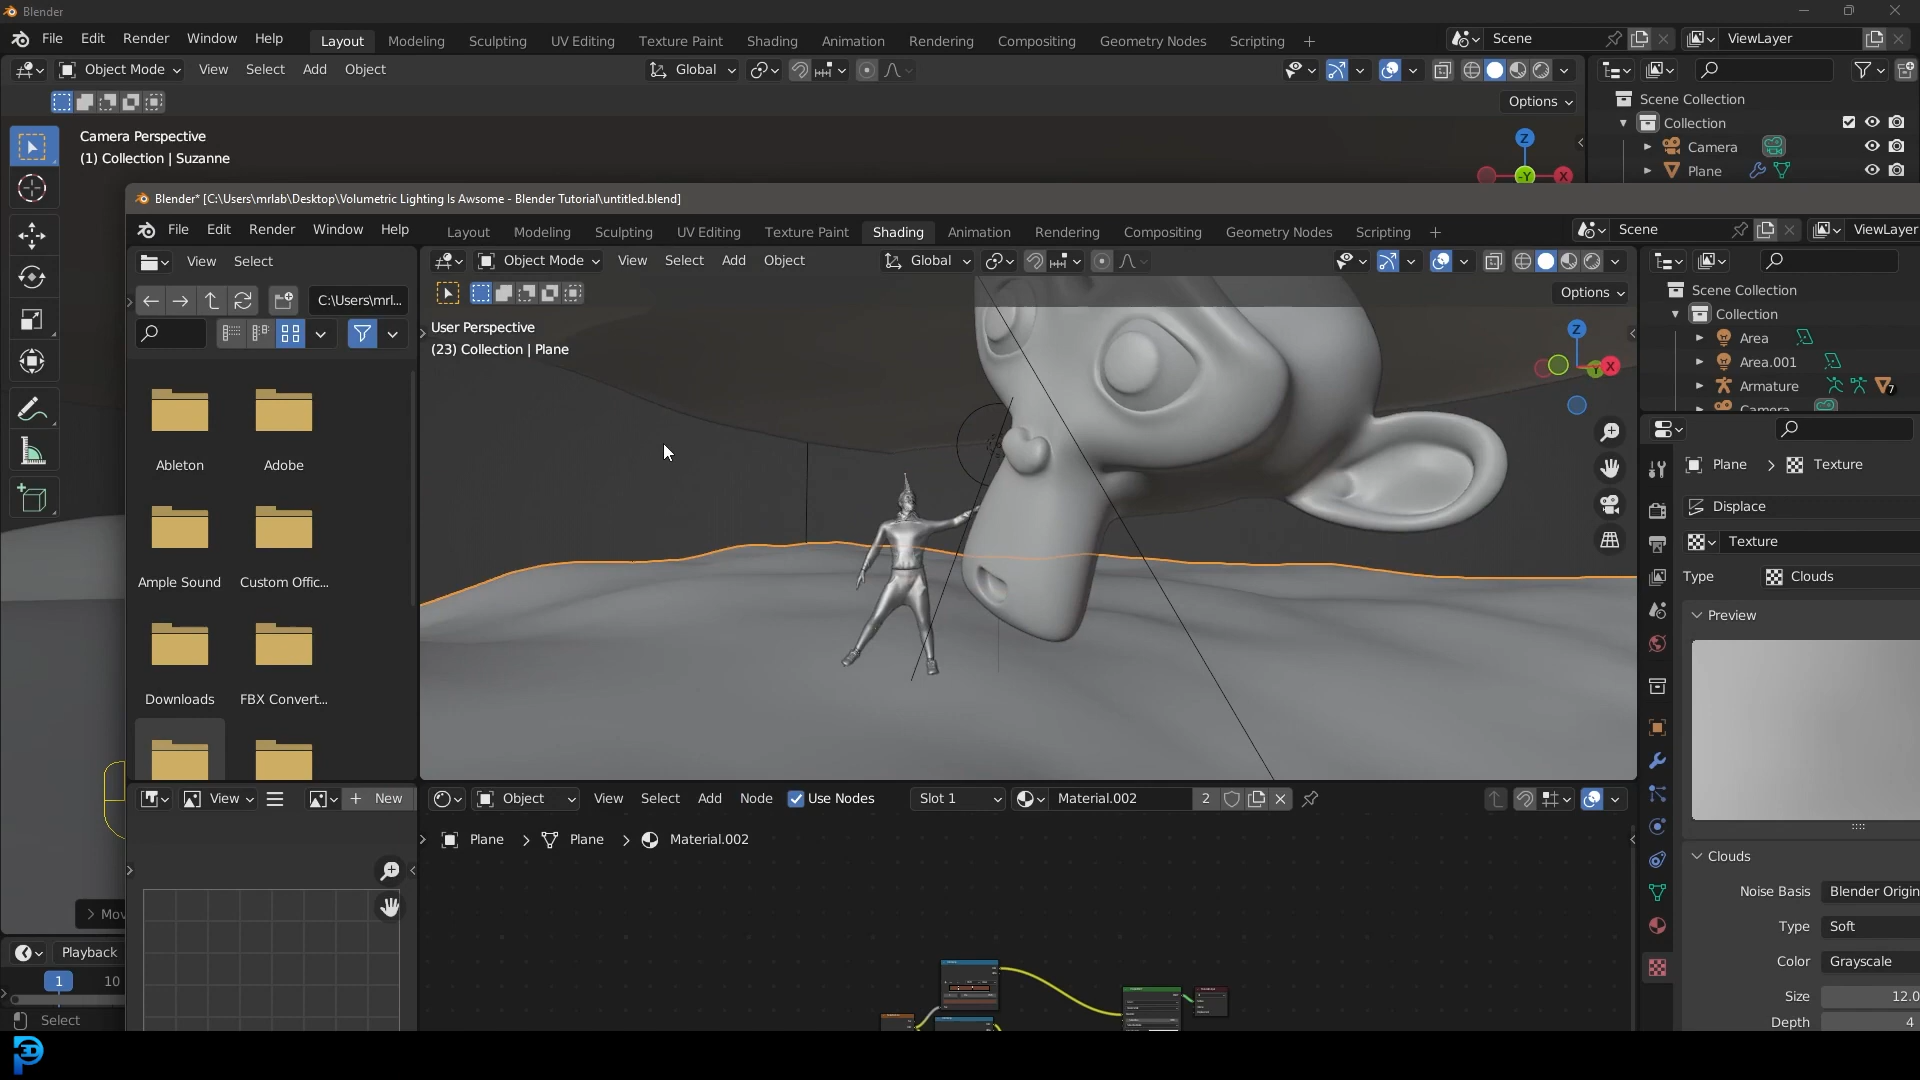 Blender
File Edit Render Window Help Layout Modeling Sculpting UV Editing Texture Paint Shading Animation Rendering Compositing Geometry Nodes Scripting + Scene ViewLayer
Object Mode View Select Add Object Global
Options
Scene Collection
Collection
Camera
Plane
Camera Perspective
(1) Collection | Suzanne
Z
-Y
X
Blender* [C:\Users\mrlab\Desktop\Volumetric Lighting Is Awsome - Blender Tutorial\untitled.blend]
File Edit Render Window Help Layout Modeling Sculpting UV Editing Texture Paint Shading Animation Rendering Compositing Geometry Nodes Scripting + Scene ViewLayer
View Select
C:\Users\mrl...
Ableton Adobe
Ample Sound Custom Offic...
Downloads FBX Convert...
Object Mode View Select Add Object Global
Options
User Perspective
(23) Collection | Plane
Z
Y
X
Scene Collection
Collection
Area
Area.001
Armature
7
Camera
Plane > Texture
Displace
Texture
Type Clouds
Preview
Clouds
Noise Basis Blender Origin
Type Soft
Color Grayscale
Size 12.0
Depth 4
View + New
Object View Select Add Node Use Nodes Slot 1 Material.002 2
Plane > Plane > Material.002
> Mov
Playback
1 10
Select